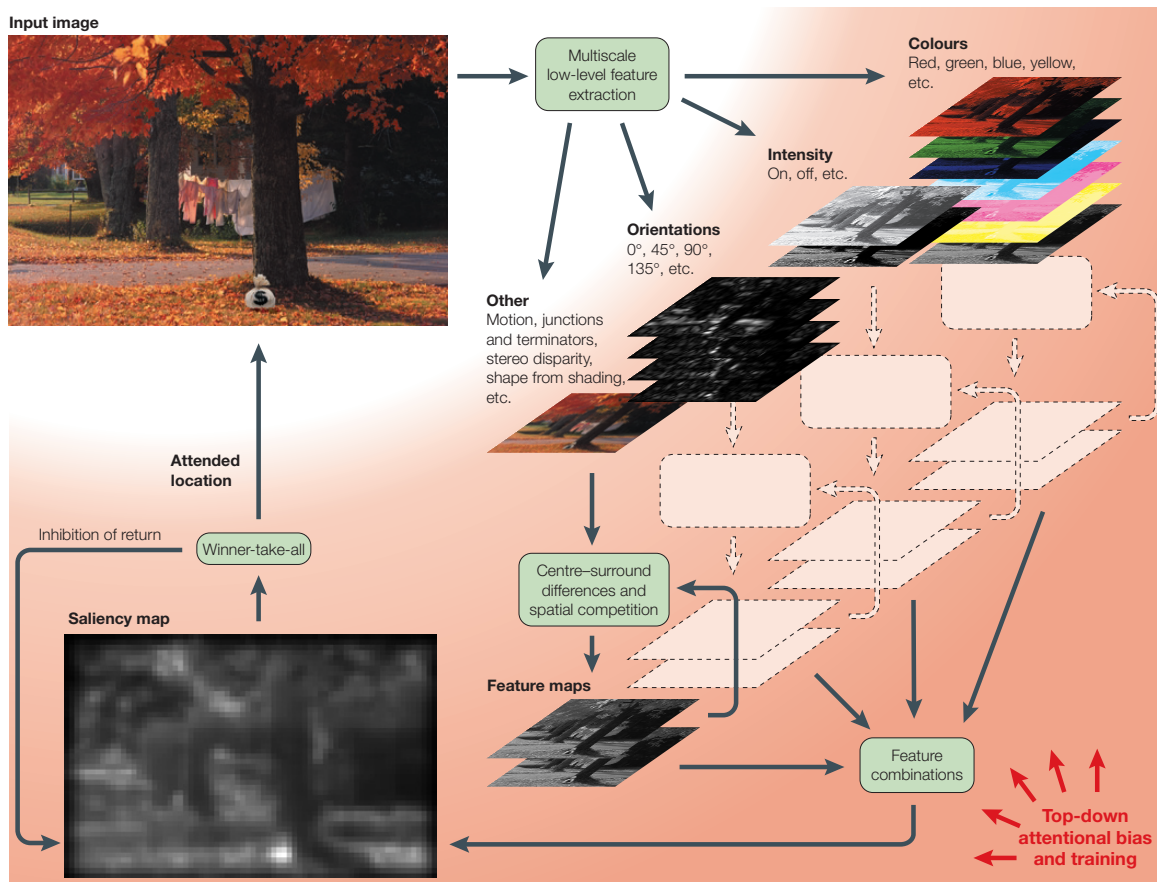 Input image
$
Multiscale
low-level feature
extraction
Colours
Red, green, blue, yellow,
etc.
Intensity
On, off, etc.
Orientations
0°, 45°, 90°,
135°, etc.
Other
Motion, junctions
and terminators,
stereo disparity,
shape from shading,
etc.
Attended
location
Inhibition of return
Winner-take-all
Centre–surround
differences and
spatial competition
Saliency map
Feature maps
Feature
combinations
Top-down
attentional bias
and training